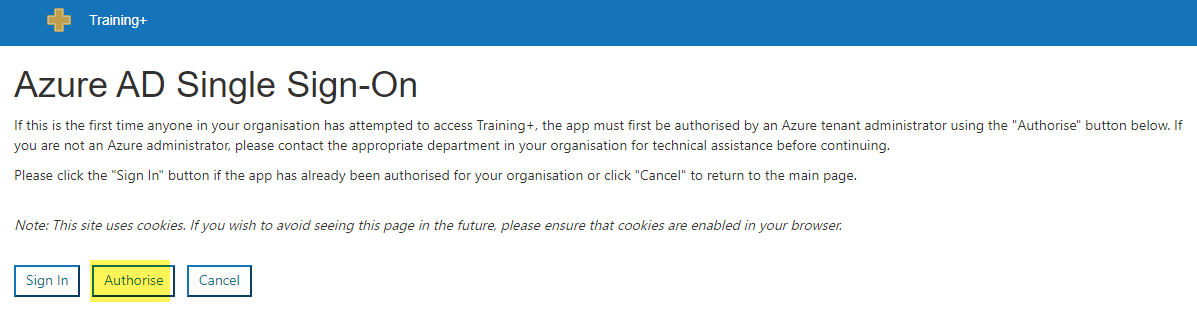 Training+
Azure AD Single Sign-On
If this is the first time anyone in your organisation has attempted to access Training+, the app must first be authorised by an Azure tenant administrator using the "Authorise" button below. If
you are not an Azure administrator, please contact the appropriate department in your organisation for technical assistance before continuing.
Please click the "Sign In" button if the app has already been authorised for your organisation or click "Cancel" to return to the main page.
Note: This site uses cookies. If you wish to avoid seeing this page in the future, please ensure that cookies are enabled in your browser.
Sign In Authorise Cancel